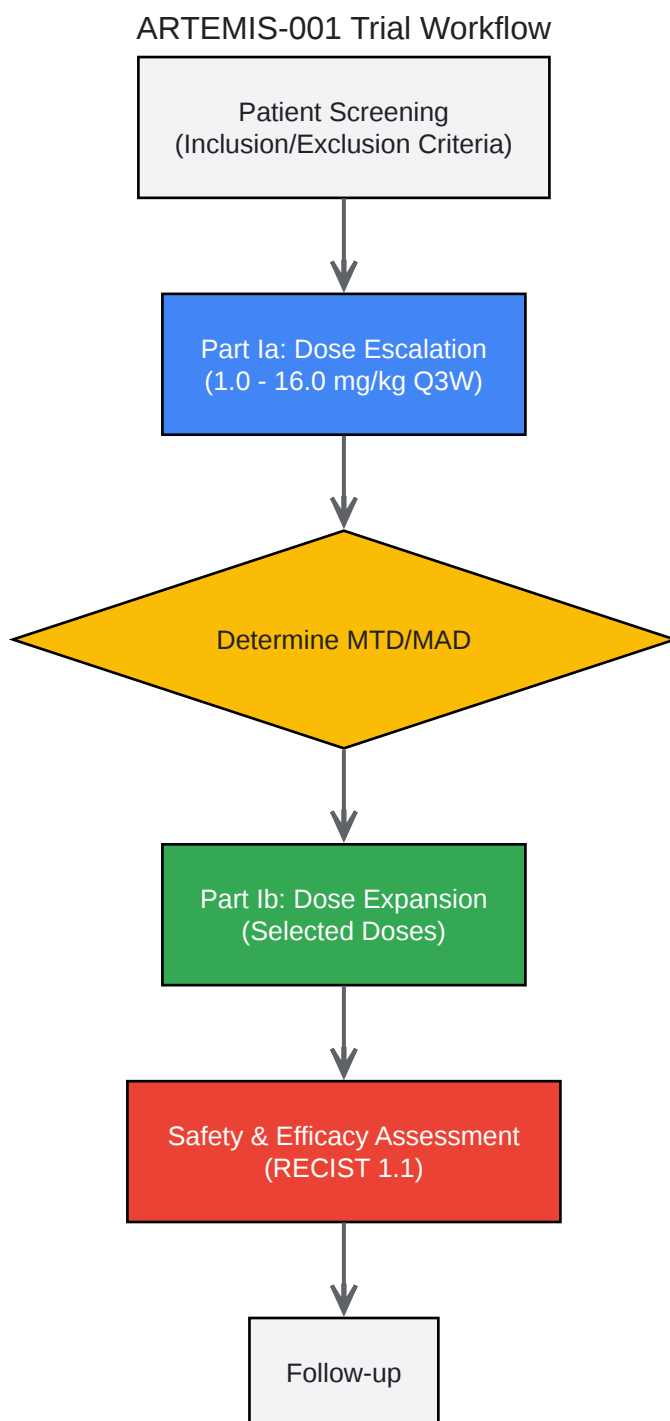 ARTEMIS-001 Trial Workflow
Patient Screening
(Inclusion/Exclusion Criteria)
Part Ia: Dose Escalation
(1.0 - 16.0 mg/kg Q3W)
Determine MTD/MAD
Part Ib: Dose Expansion
(Selected Doses)
Safety & Efficacy Assessment
(RECIST 1.1)
Follow-up